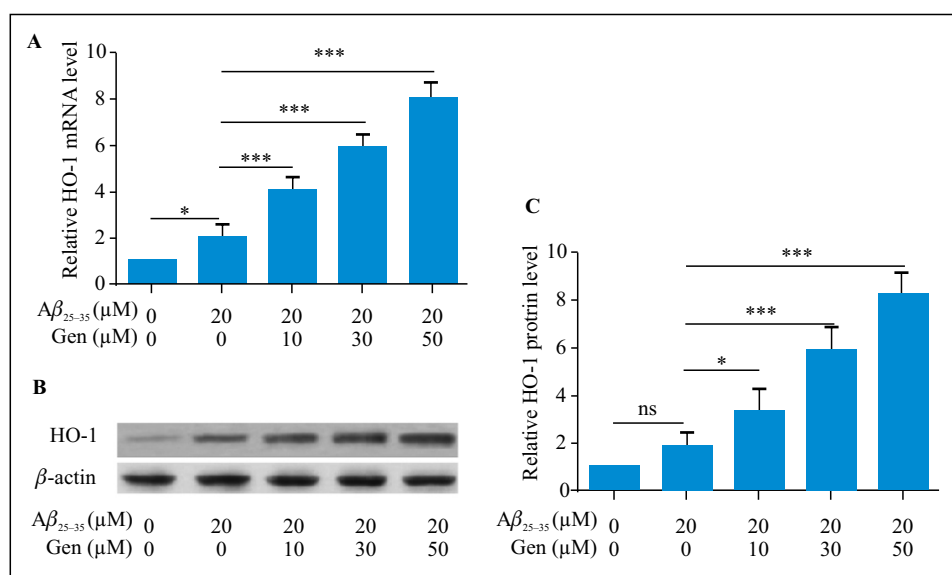 A
Relative HO-1 mRNA level
10
8
6
4
2
0
*
***
***
***
Aβ25–35 (µM) 0 20 20 20 20
Gen (µM) 0 0 10 30 50
B
HO-1
β-actin
Aβ25–35 (µM) 0 20 20 20 20
Gen (µM) 0 0 10 30 50
C
Relative HO-1 protrin level
10
8
6
4
2
0
ns
*
***
***
Aβ25–35 (µM) 0 20 20 20 20
Gen (µM) 0 0 10 30 50